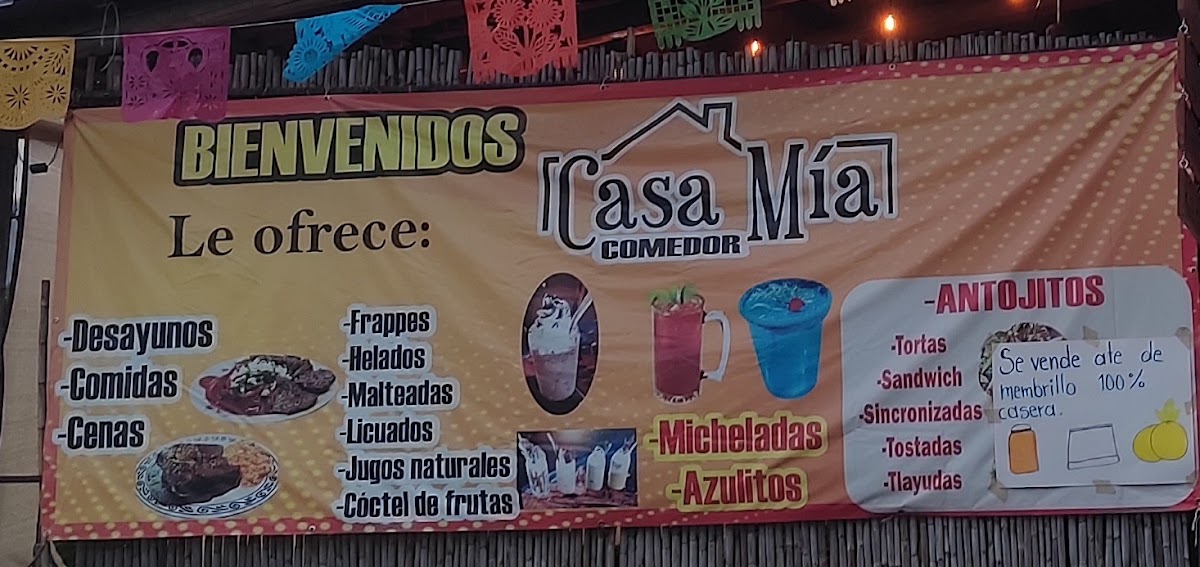 BIENVENIDOS
Le ofrece:
Casa Mía
COMEDOR
-Desayunos
-Comidas
-Cenas
-Frappes
-Helados
-Malteadas
-Licuados
-Jugos naturales
-Cóctel de frutas
-Micheladas
-Azulitos
-ANTOJITOS
-Tortas
-Sandwich
-Sincronizadas
-Tostadas
-Tlayudas
Se vende ate de
membrillo 100%
casera.